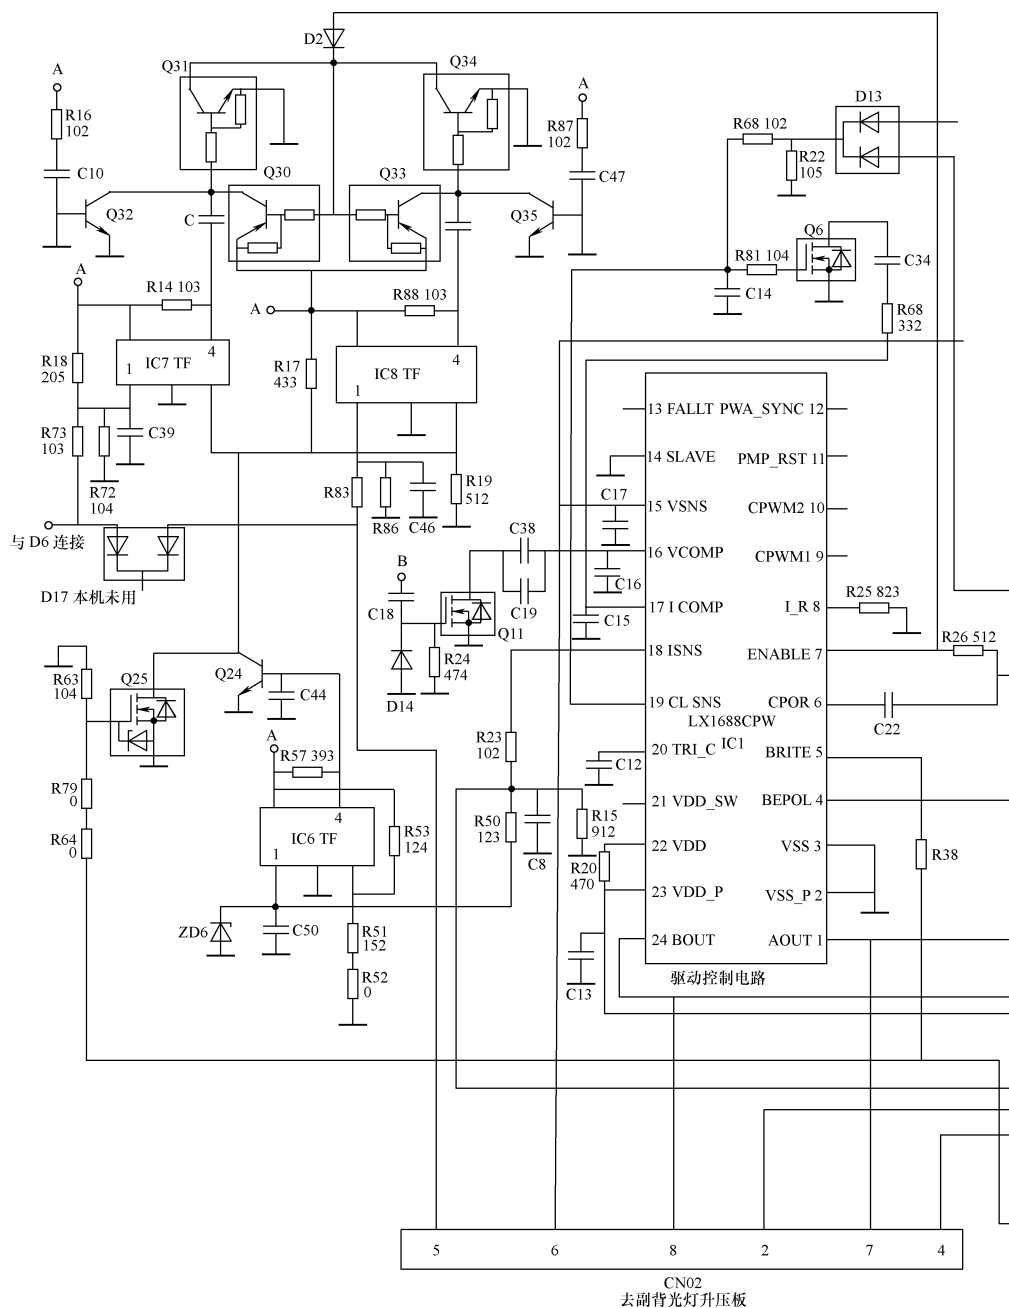 D2
Q31
Q34
A
A
R16
102
R87
102
D13
R68 102
R22
105
C10
Q30
Q33
C47
Q32
C
Q35
Q6
R81 104
C34
C14
A
R14 103
A
R88 103
R68
332
R18
205
1
IC7 TF
4
R17
433
IC8 TF
4
1
R73
103
C39
R72
104
R83
R86
C46
R19
512
与 D6 连接
D17 本机未用
13 FALLT
PWA_SYNC 12
14 SLAVE
PMP_RST 11
C17
15 VSNS
CPWM2 10
C38
16 VCOMP
CPWM1 9
B
C16
C19
C18
17 I COMP
I_R 8
R25 823
C15
Q11
18 ISNS
ENABLE 7
R26 512
R63
104
Q25
Q24
R24
474
C44
D14
19 CL SNS
CPOR 6
LX1688CPW
C22
A
R57 393
R23
102
20 TRI_C
IC1
BRITE 5
C12
R79
0
21 VDD_SW
BEPOL 4
4
IC6 TF
1
R53
124
R50
123
R15
912
R64
0
C8
R20
470
22 VDD
VSS 3
R38
23 VDD_P
VSS_P 2
ZD6
C50
R51
152
24 BOUT
AOUT 1
R52
0
C13
驱动控制电路
5
6
8
2
7
4
CN02
去副背光灯升压板